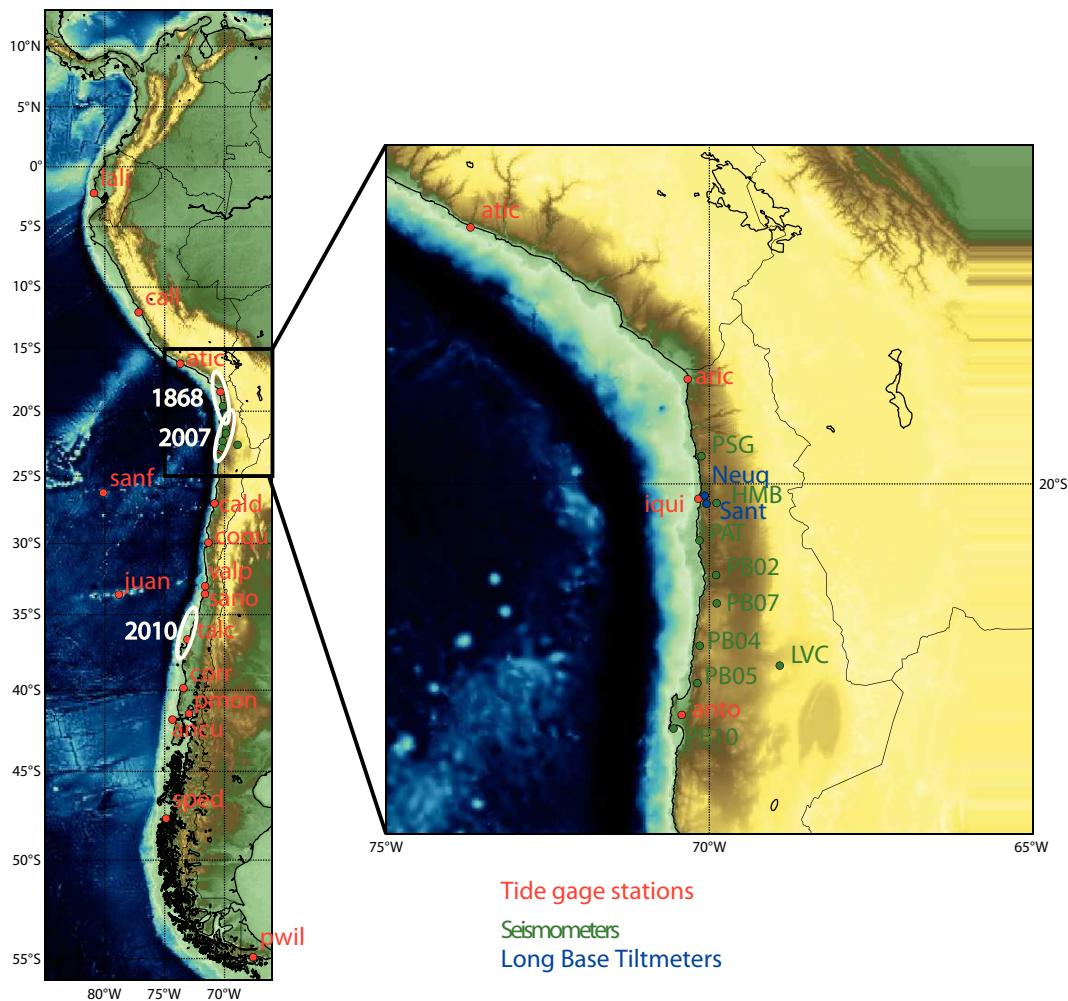 10°N
5°N
0°
5°S
10°S
15°S
20°S
25°S
30°S
35°S
40°S
45°S
50°S
55°S
80°W
75°W
70°W
lali
call
atic
1868
2007
sanf
cald
coqu
juan
valp
sano
2010
talc
corr
pmon
ancu
sped
pwil
atic
aric
PSG
Neuq
HMB
iqui
Sant
PAT
PB02
PB07
PB04
LVC
PB05
anto
PB10
20°S
75°W
70°W
65°W
Tide gage stations
Seismometers
Long Base Tiltmeters